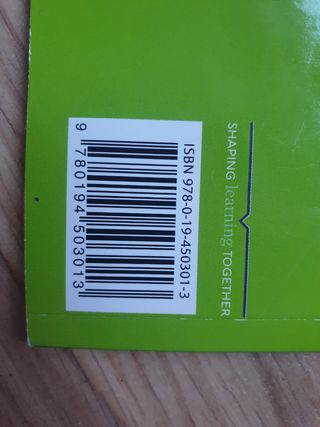 SHAPING learning TOGETHER
ISBN 978-0-19-450301-3
9 780194 503013